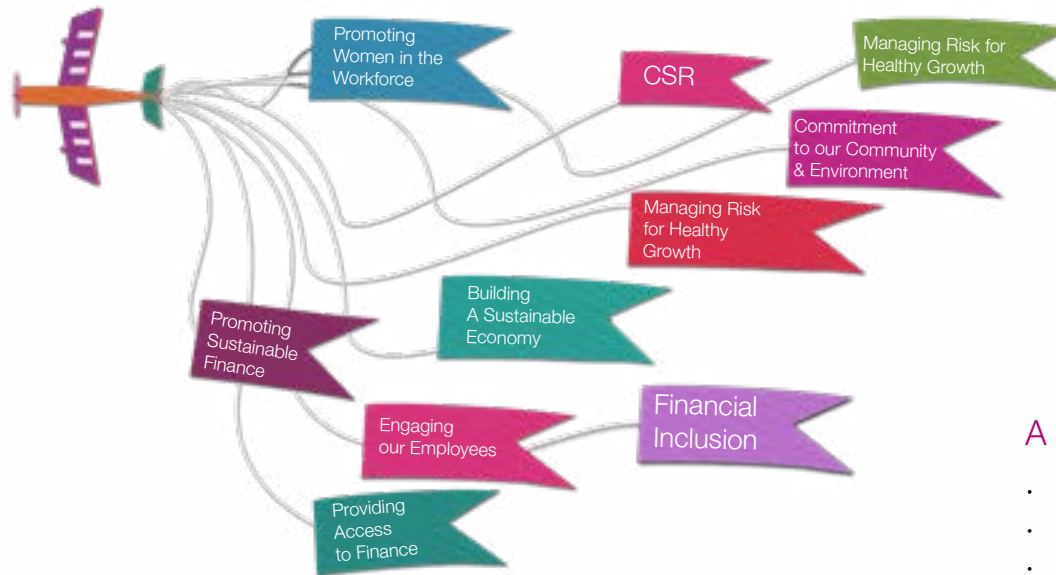 Promoting
Women in the
Workforce
CSR
Managing Risk for
Healthy Growth
Commitment
to our Community
& Environment
Managing Risk
for Healthy
Growth
Building
A Sustainable
Economy
Promoting
Sustainable
Finance
Financial
Inclusion
Engaging
our Employees
Providing
Access
to Finance
A
.
.
.